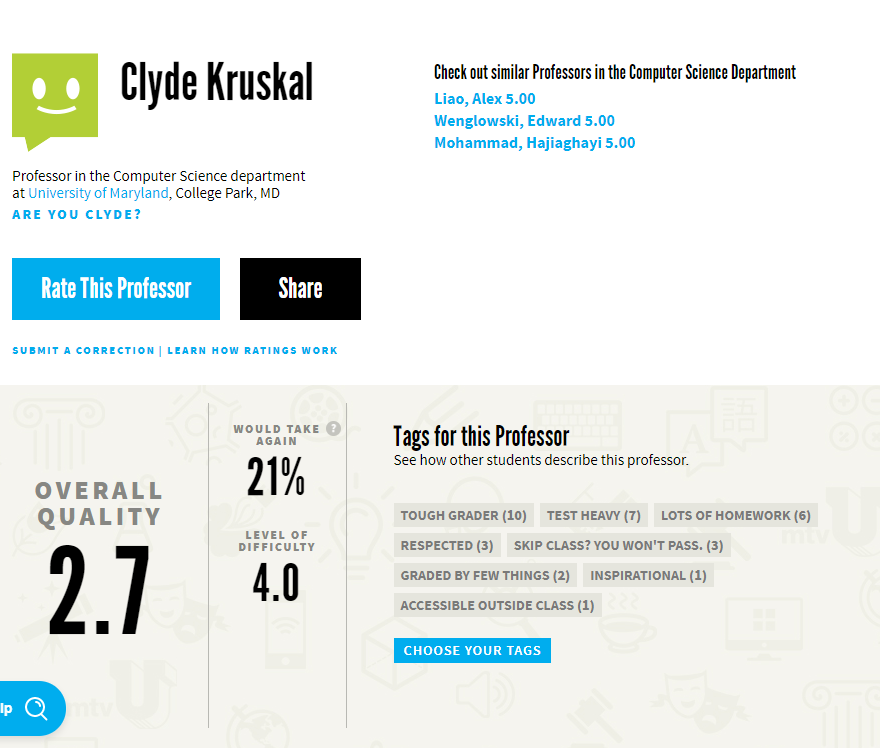 Clyde Kruskal
Professor in the Computer Science department
at University of Maryland, College Park, MD
ARE YOU CLYDE?
Rate This Professor
Share
SUBMIT A CORRECTION | LEARN HOW RATINGS WORK
Check out similar Professors in the Computer Science Department
Liao, Alex 5.00
Wenglowski, Edward 5.00
Mohammad, Hajiaghayi 5.00
OVERALL
QUALITY
2.7
WOULD TAKE ?
AGAIN
21%
LEVEL OF
DIFFICULTY
4.0
Tags for this Professor
See how other students describe this professor.
TOUGH GRADER (10) TEST HEAVY (7) LOTS OF HOMEWORK (6)
RESPECTED (3) SKIP CLASS? YOU WON'T PASS. (3)
GRADED BY FEW THINGS (2) INSPIRATIONAL (1)
ACCESSIBLE OUTSIDE CLASS (1)
CHOOSE YOUR TAGS
lp
A 語
mtv U
mtv U